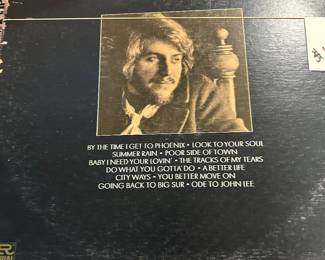 BY THE TIME I GET TO PHOENIX • LOOK TO YOUR SOUL
SUMMER RAIN • POOR SIDE OF TOWN
BABY I NEED YOUR LOVIN' • THE TRACKS OF MY TEARS
DO WHAT YOU GOTTA' DO • A BETTER LIFE
CITY WAYS • YOU BETTER MOVE ON
GOING BACK TO BIG SUR • ODE TO JOHN LEE